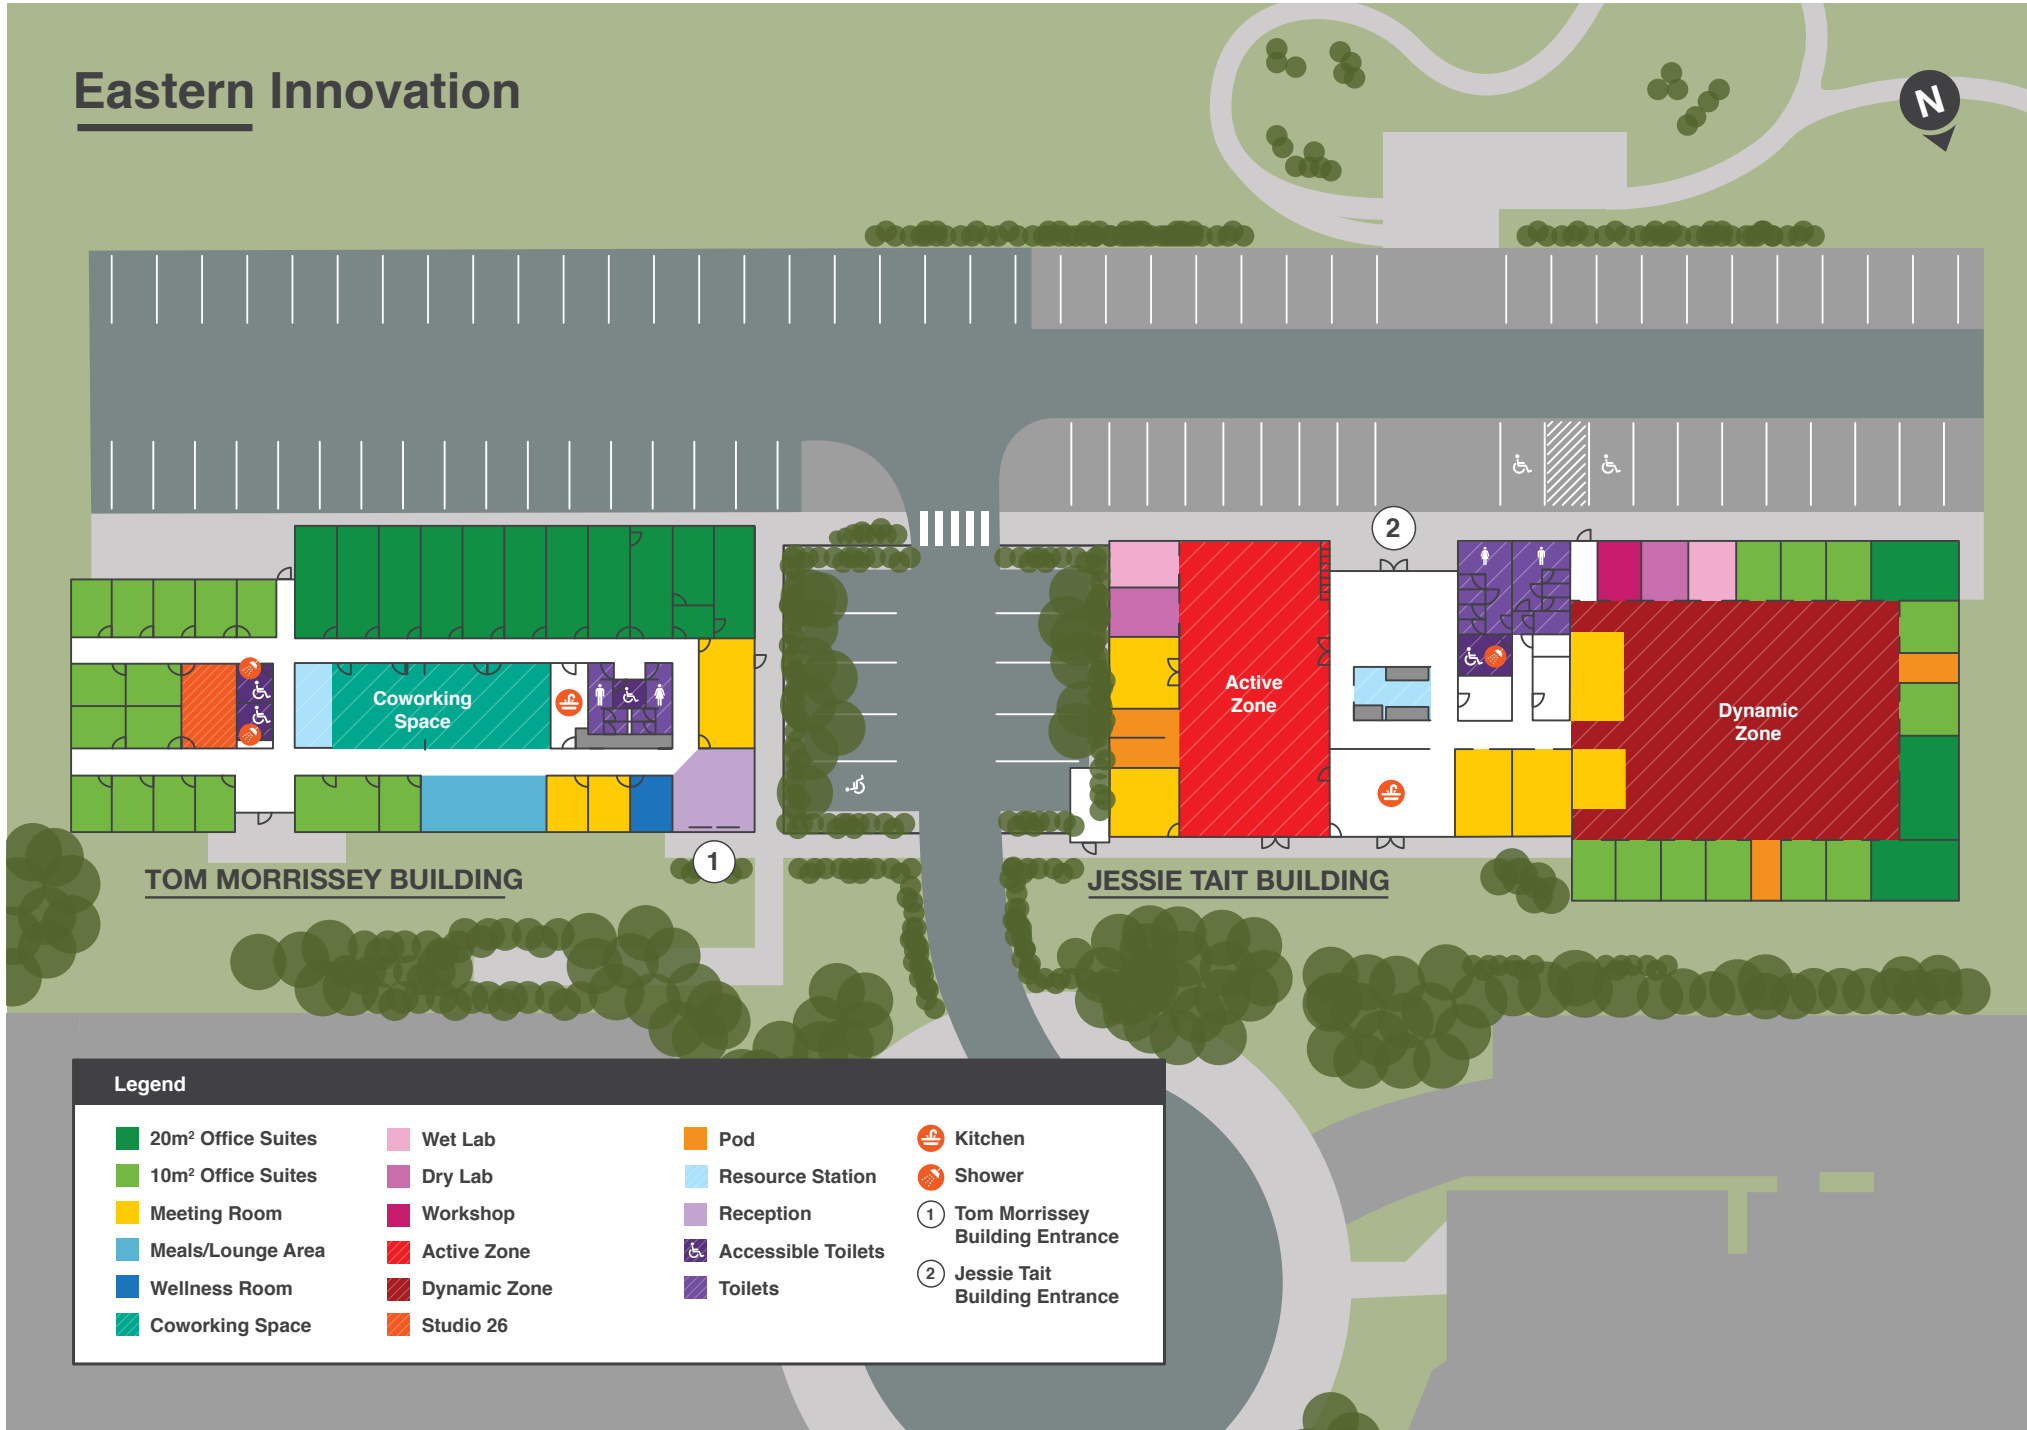 Eastern Innovation
N
2
Coworking
Space
Active
Zone
Dynamic
Zone
1
TOM MORRISSEY BUILDING
JESSIE TAIT BUILDING
Legend
20m² Office Suites
10m² Office Suites
Meeting Room
Meals/Lounge Area
Wellness Room
Coworking Space
Wet Lab
Dry Lab
Workshop
Active Zone
Dynamic Zone
Studio 26
Pod
Resource Station
Reception
Accessible Toilets
Toilets
Kitchen
Shower
1 Tom Morrissey
Building Entrance
2 Jessie Tait
Building Entrance